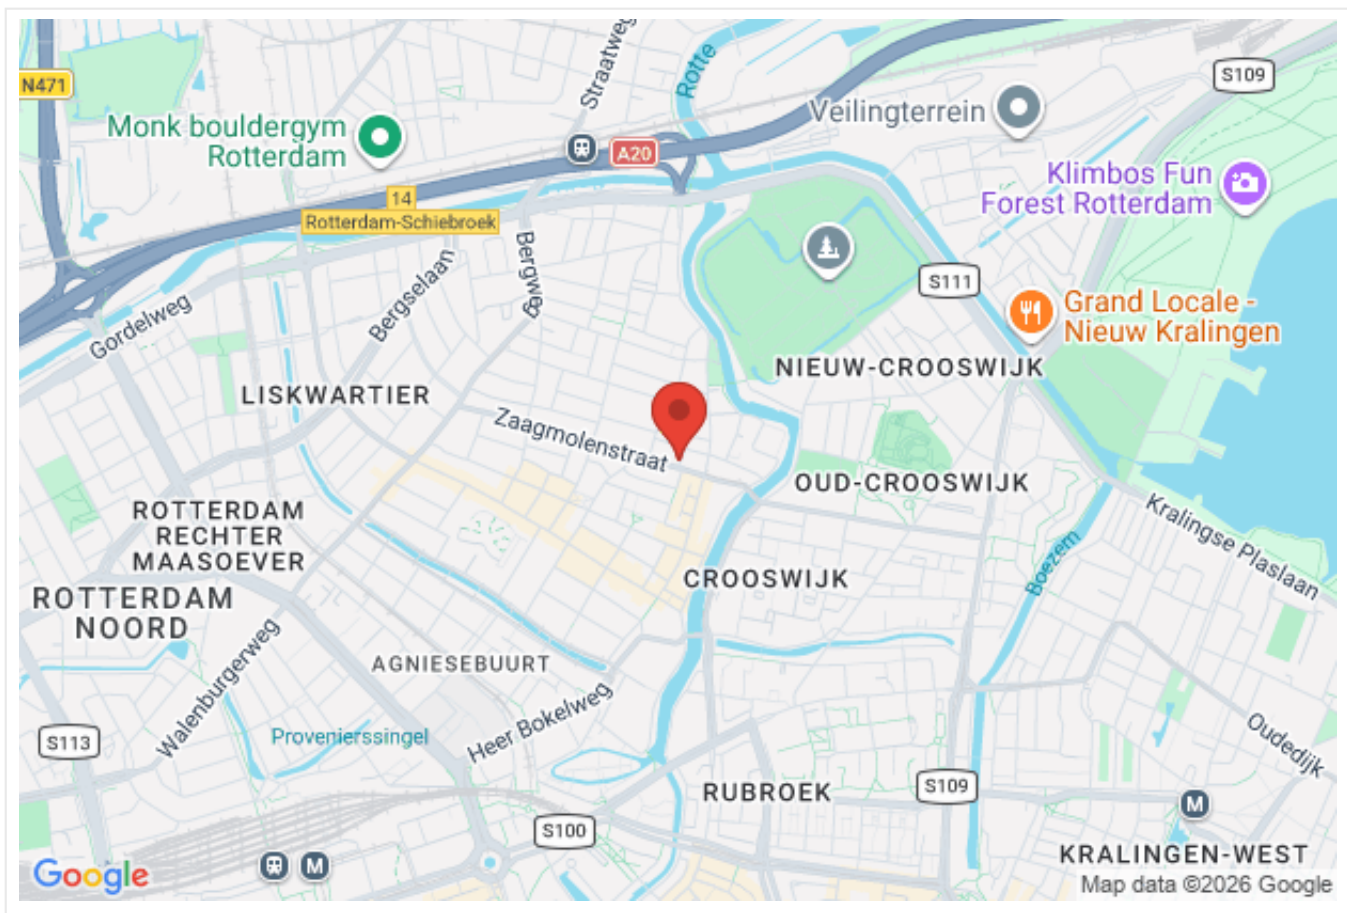 Straatweg
Rotte
S109
N471
Veilingterrein
Monk bouldergym
Rotterdam
A20
Klimbos Fun
Forest Rotterdam
14
Rotterdam-Schiebroek
Bergweg
Bergselaan
S111
Gordelweg
Grand Locale -
Nieuw Kralingen
NIEUW-CROOSWIJK
LISKWARTIER
Zaagmolenstraat
OUD-CROOSWIJK
ROTTERDAM
RECHTER
MAASOEVER
Kralingse Plaslaan
Boezem
CROOSWIJK
ROTTERDAM
NOORD
AGNIESEBUURT
Walenburgerweg
Heer Bokelweg
Provenierssingel
S113
Oudedijk
RUBROEK
S109
M
S100
KRALINGEN-WEST
M
Google
Map data ©2026 Google